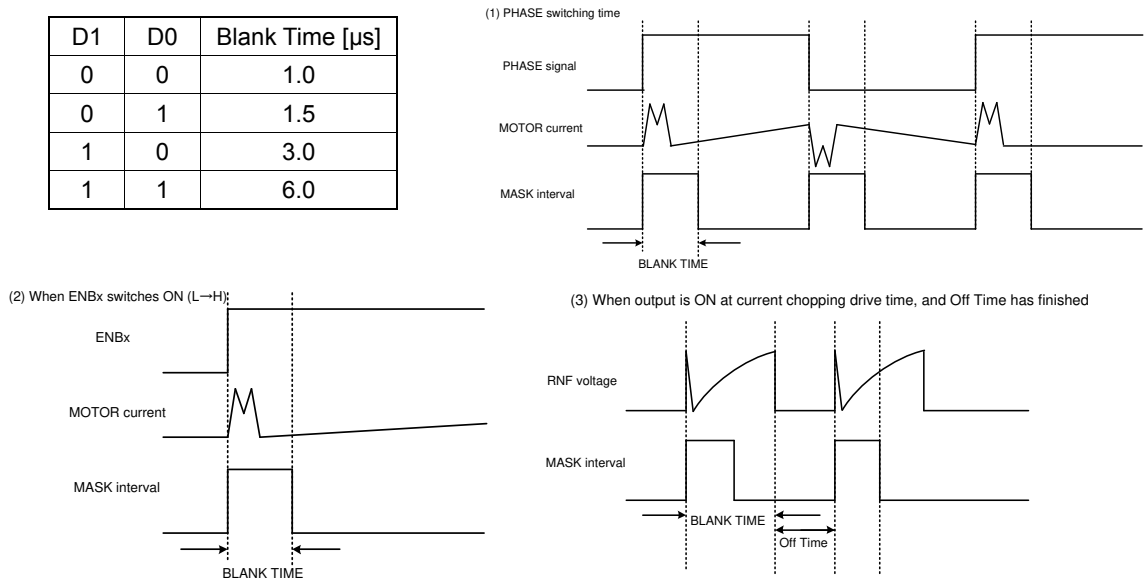 D1 D0 Blank Time [µs]
0 0 1.0
0 1 1.5
1 0 3.0
1 1 6.0
(1) PHASE switching time
PHASE signal
MOTOR current
MASK interval
BLANK TIME
(2) When ENBx switches ON (L→H)
ENBx
MOTOR current
MASK interval
BLANK TIME
(3) When output is ON at current chopping drive time, and Off Time has finished
RNF voltage
MASK interval
BLANK TIME
Off Time